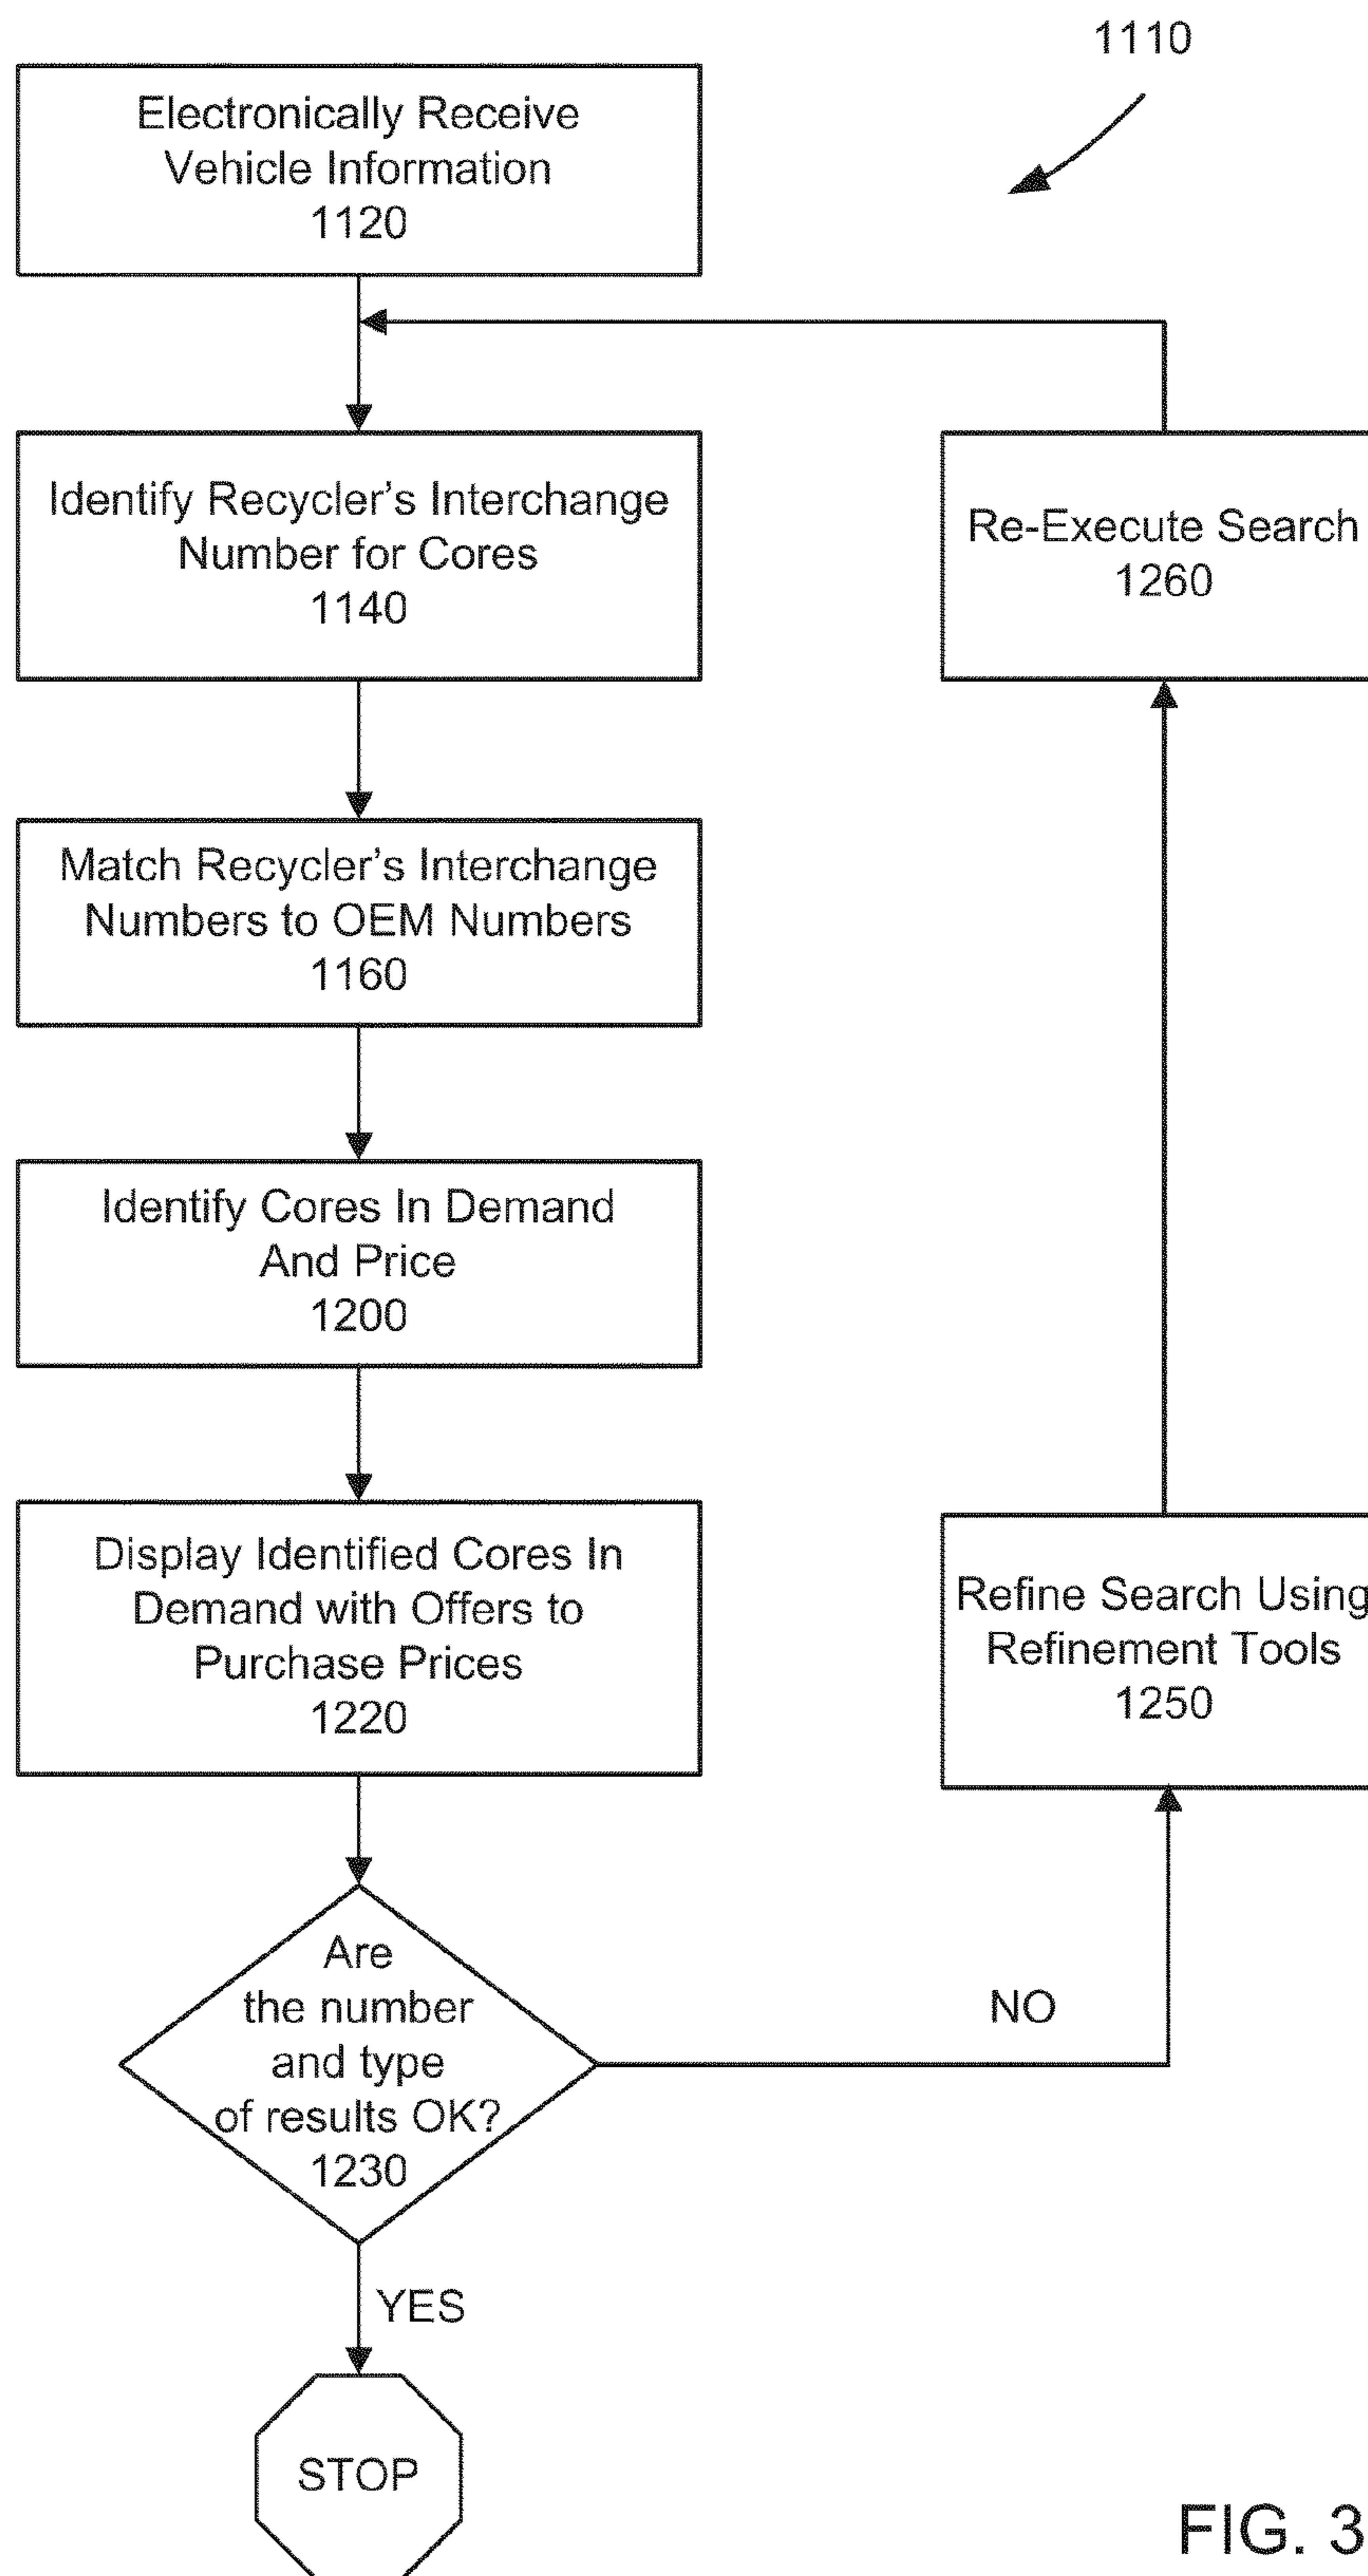 1110
Electronically Receive
Vehicle Information
1120
Identify Recycler's Interchange
Number for Cores
1140
Re-Execute Search
1260
Match Recycler's Interchange
Numbers to OEM Numbers
1160
Identify Cores In Demand
And Price
1200
Display Identified Cores In
Demand with Offers to
Purchase Prices
1220
Refine Search Using
Refinement Tools
1250
Are
the number
and type
of results OK?
1230
NO
YES
STOP
FIG. 3